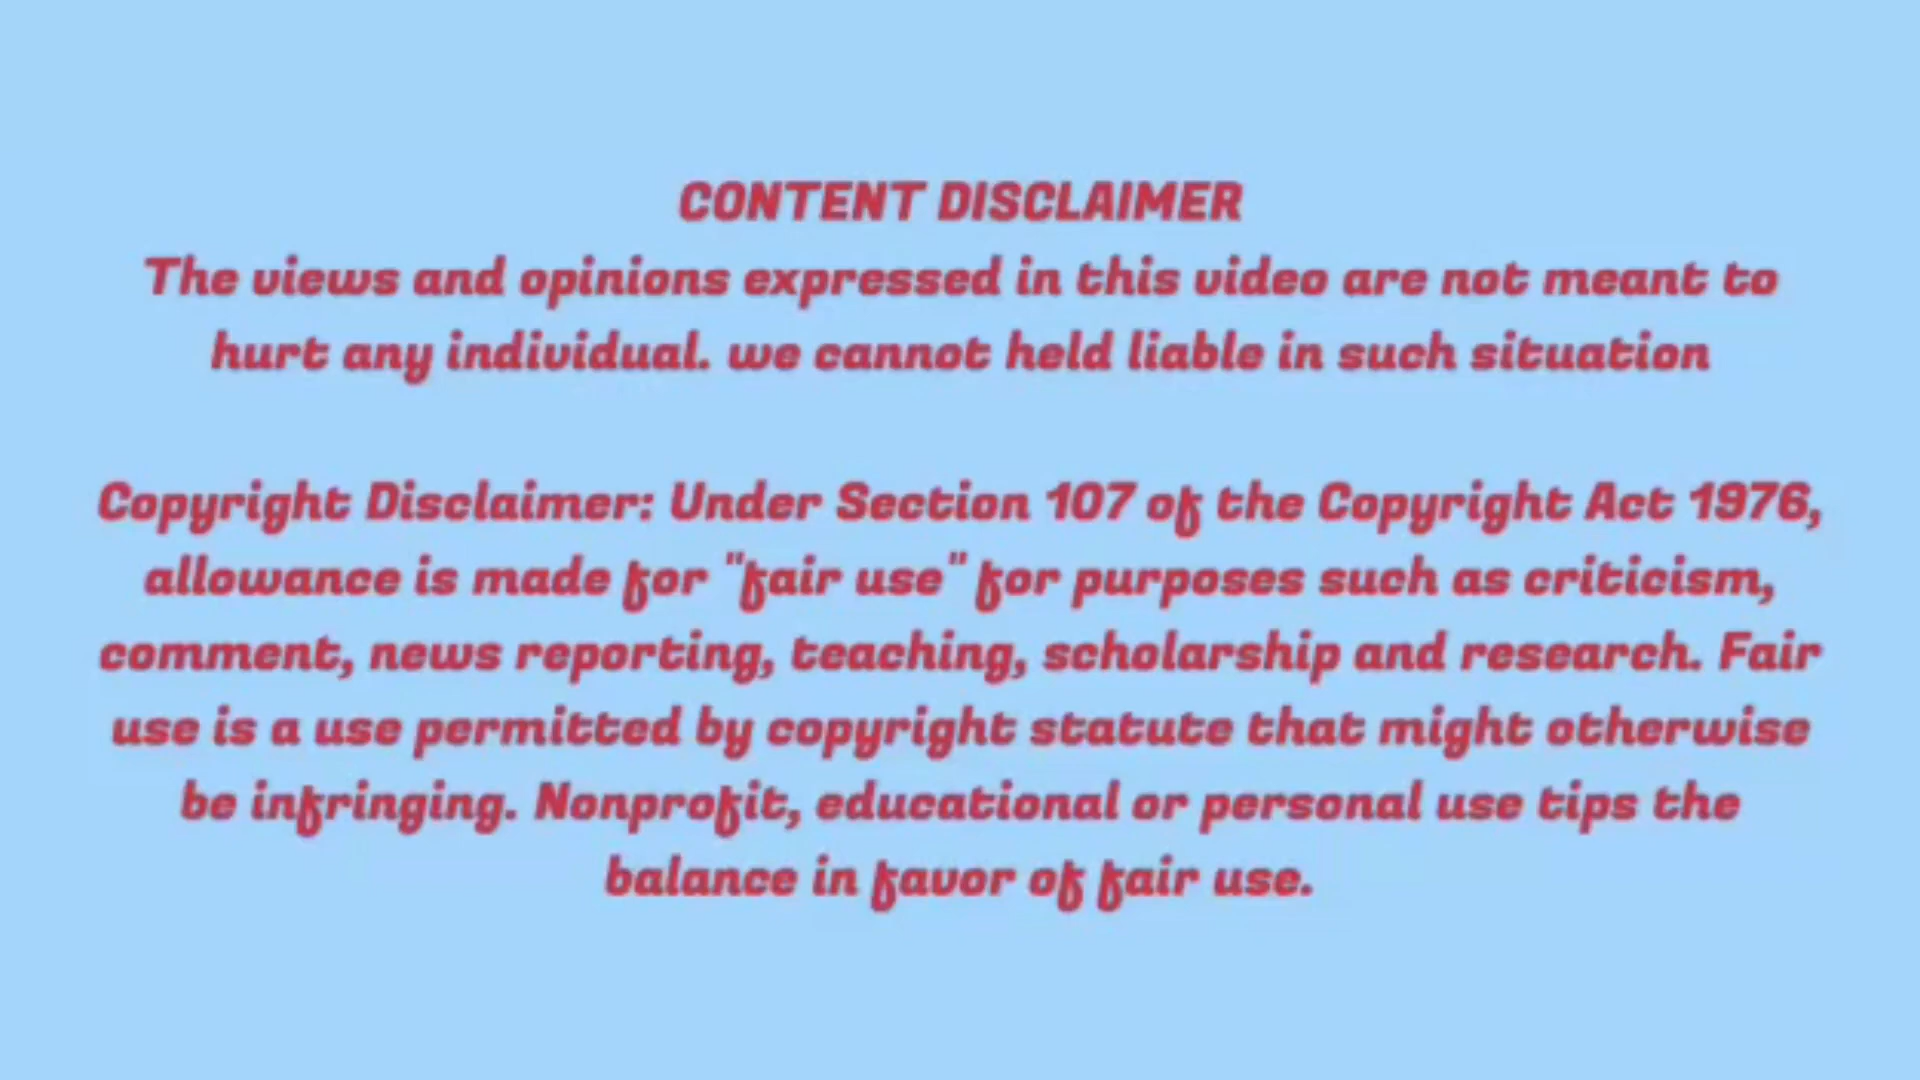 CONTENT DISCLAIMER
The views and opinions expressed in this video are not meant to
hurt any individual. we cannot held liable in such situation
Copyright Disclaimer: Under Section 107 of the Copyright Act 1976,
allowance is made for "fair use" for purposes such as criticism,
comment, news reporting, teaching, scholarship and research. Fair
use is a use permitted by copyright statute that might otherwise
be infringing. Nonprofit, educational or personal use tips the
balance in favor of fair use.